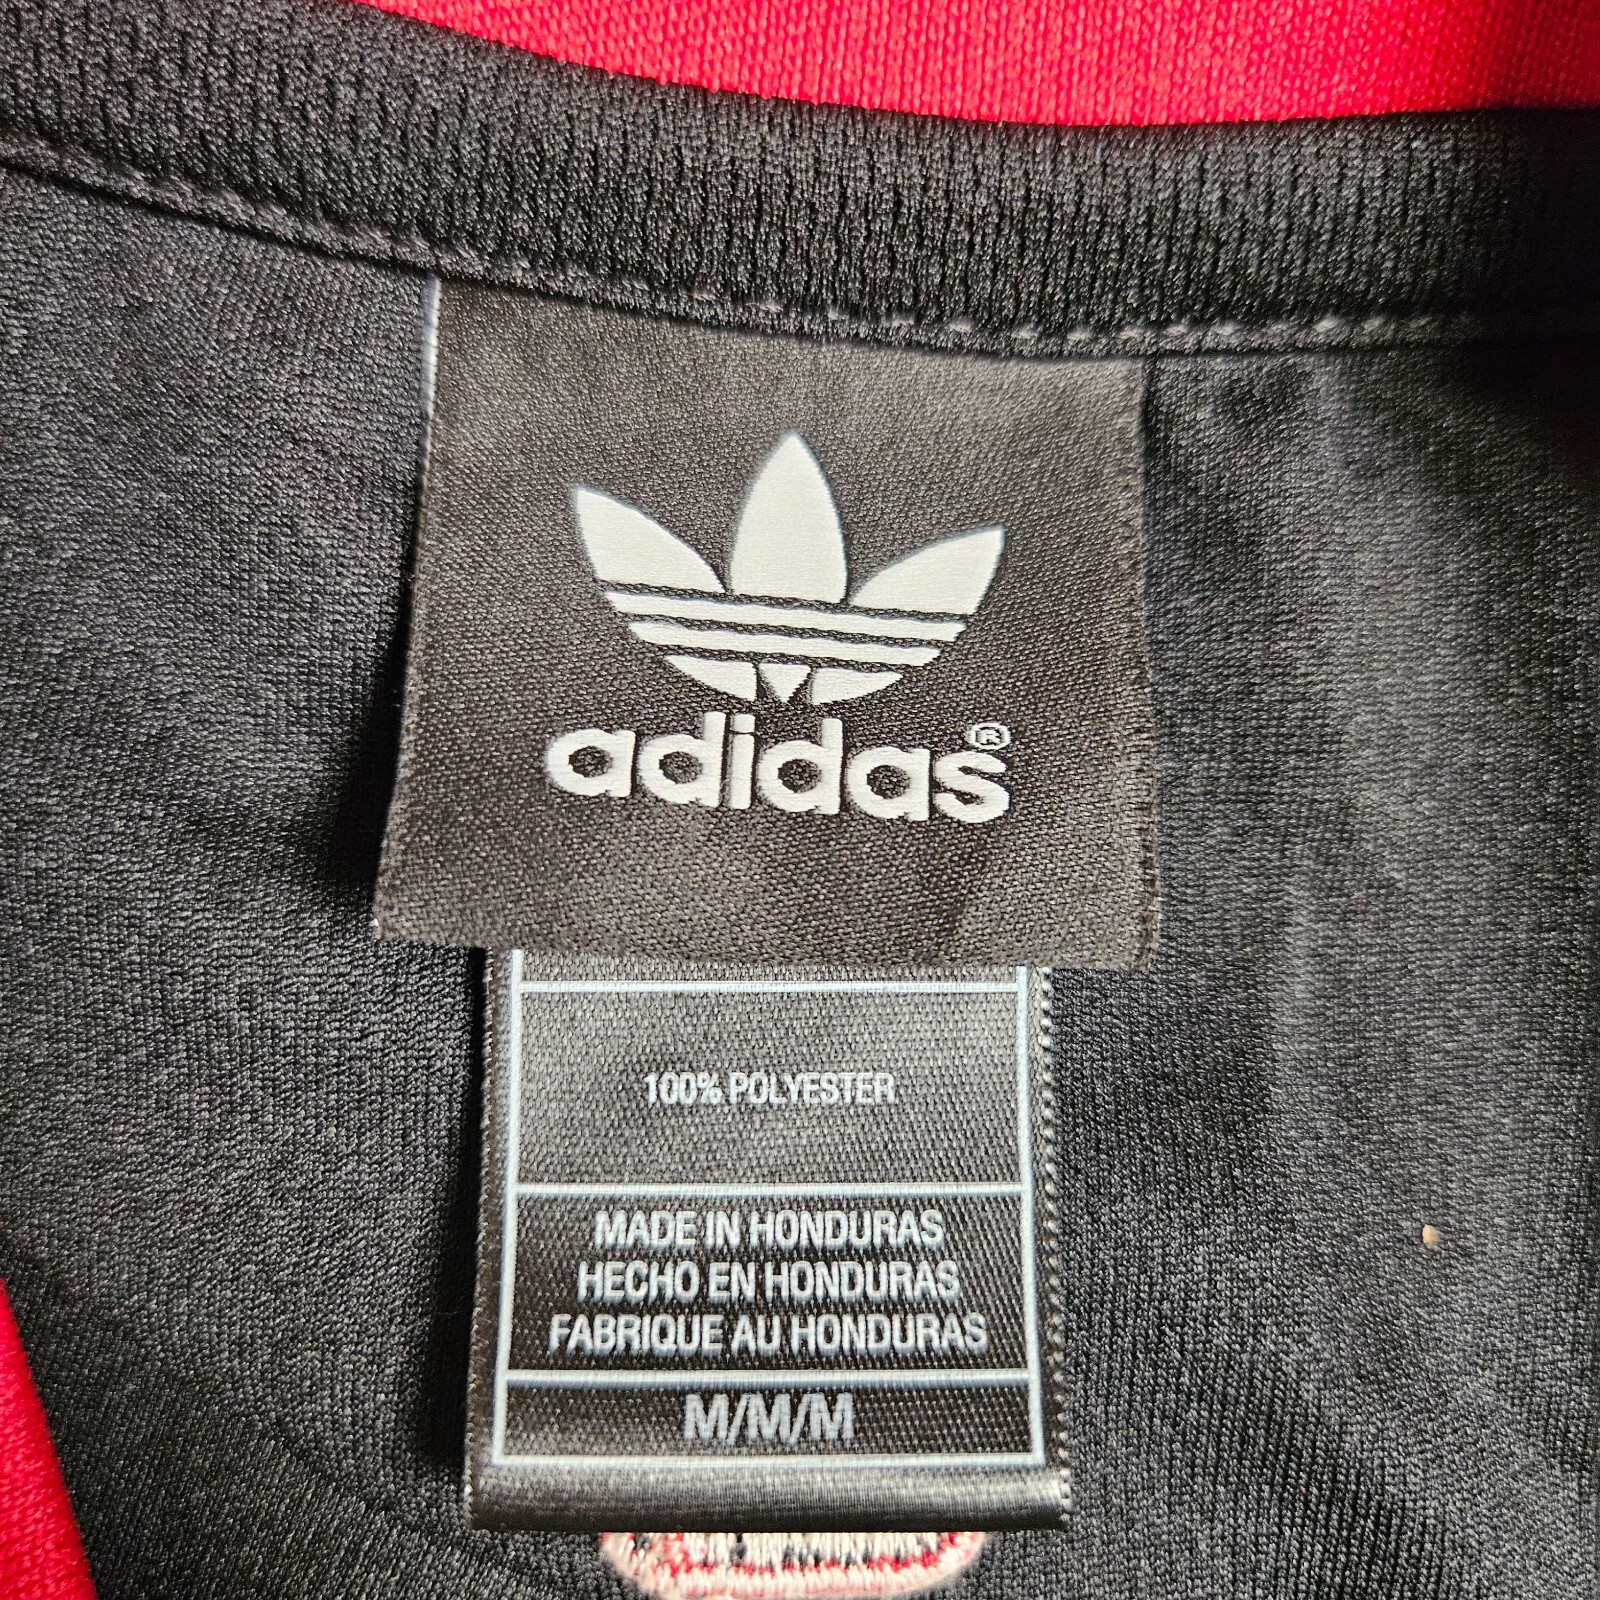 adidas®
100% POLYESTER
MADE IN HONDURAS
HECHO EN HONDURAS
FABRIQUE AU HONDURAS
M/M/M